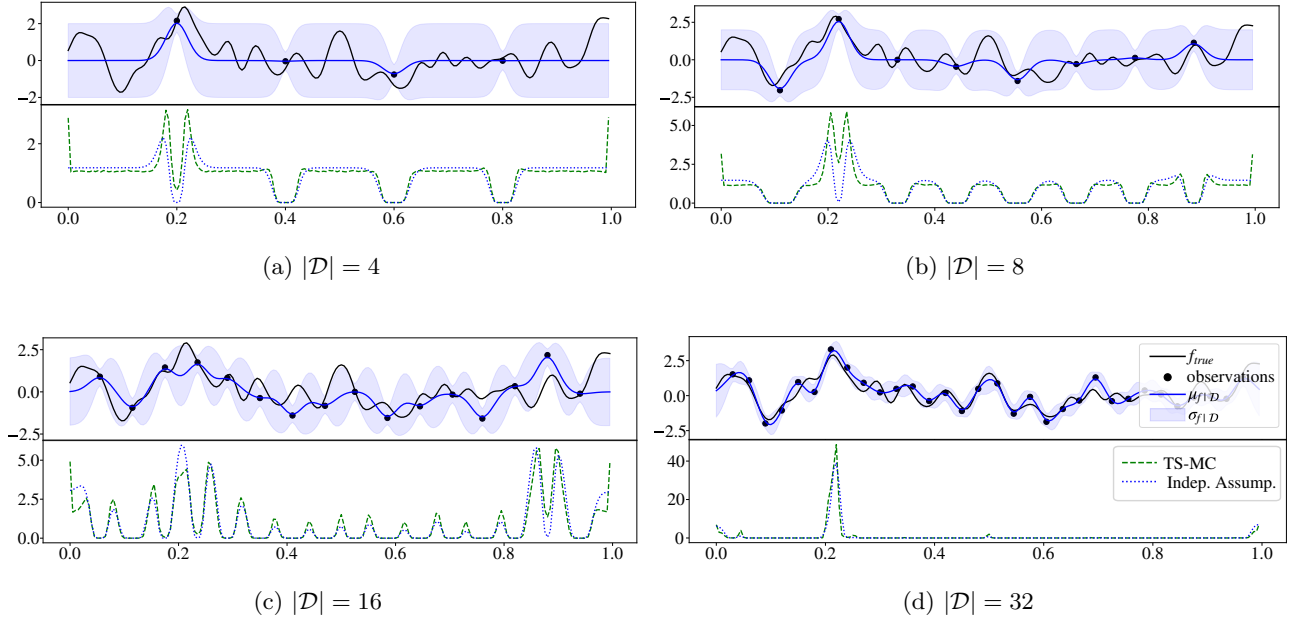 2
0
−2
2
0
0.0 0.2 0.4 0.6 0.8 1.0
(a) |𝒟| = 4
2.5
0.0
−2.5
5.0
2.5
0.0
0.0 0.2 0.4 0.6 0.8 1.0
(b) |𝒟| = 8
2.5
0.0
−2.5
5.0
2.5
0.0
0.0 0.2 0.4 0.6 0.8 1.0
(c) |𝒟| = 16
2.5
0.0
−2.5
f_true
observations
μ_f|𝒟
σ_f|𝒟
40
20
0
TS-MC
Indep. Assump.
0.0 0.2 0.4 0.6 0.8 1.0
(d) |𝒟| = 32